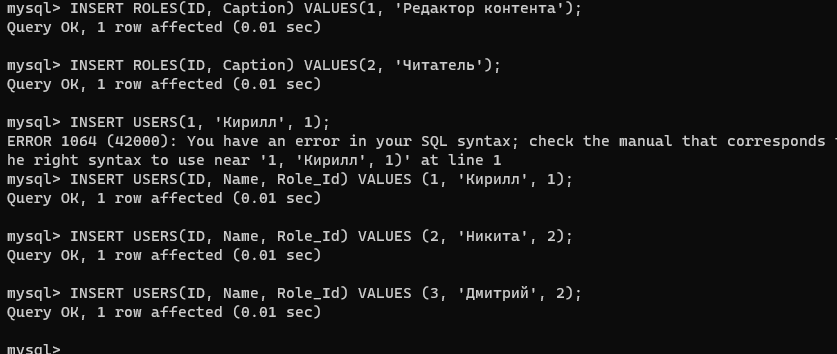 mysql> INSERT ROLES(ID, Caption) VALUES(1, 'Редактор контента');
Query OK, 1 row affected (0.01 sec)
mysql> INSERT ROLES(ID, Caption) VALUES(2, 'Читатель');
Query OK, 1 row affected (0.01 sec)
mysql> INSERT USERS(1, 'Кирилл', 1);
ERROR 1064 (42000): You have an error in your SQL syntax; check the manual that corresponds
he right syntax to use near '1, 'Кирилл', 1)' at line 1
mysql> INSERT USERS(ID, Name, Role_Id) VALUES (1, 'Кирилл', 1);
Query OK, 1 row affected (0.01 sec)
mysql> INSERT USERS(ID, Name, Role_Id) VALUES (2, 'Никита', 2);
Query OK, 1 row affected (0.01 sec)
mysql> INSERT USERS(ID, Name, Role_Id) VALUES (3, 'Дмитрий', 2);
Query OK, 1 row affected (0.01 sec)
mysql>